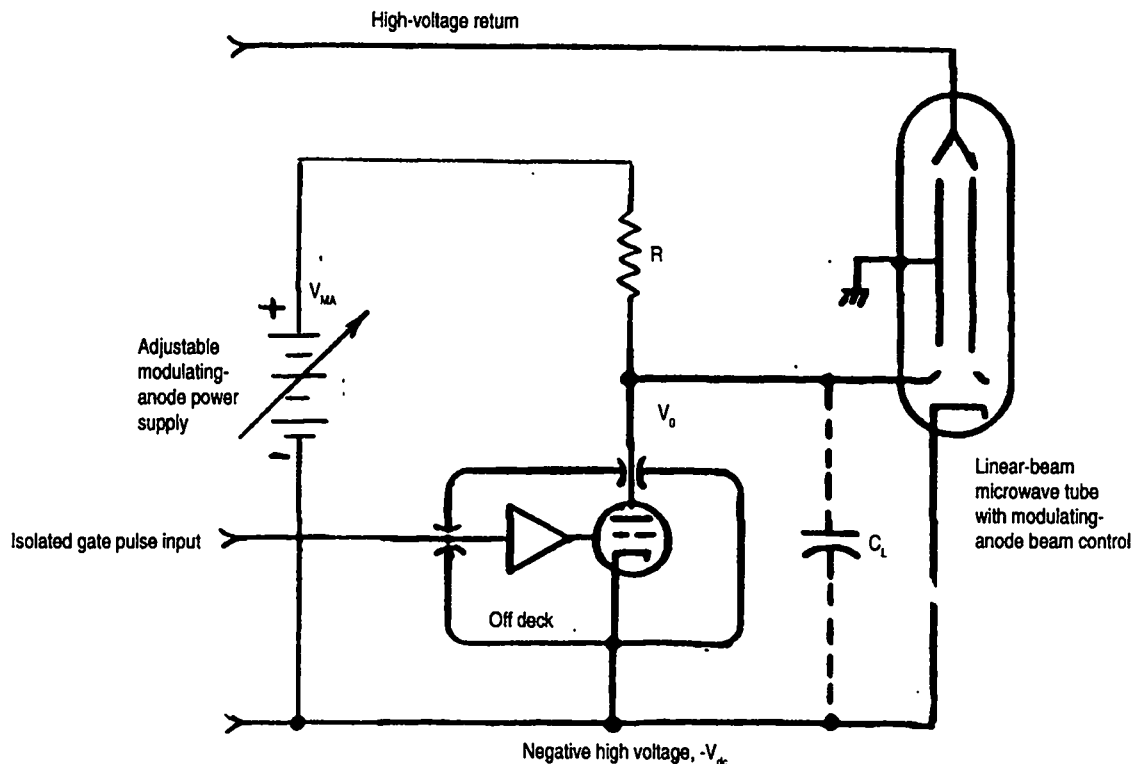 High-voltage return
R
+
V_MA
Adjustable
modulating-
anode power
supply
-
V_0
Isolated gate pulse input
Off deck
C_L
Linear-beam
microwave tube
with modulating-
anode beam control
Negative high voltage, -V_dc